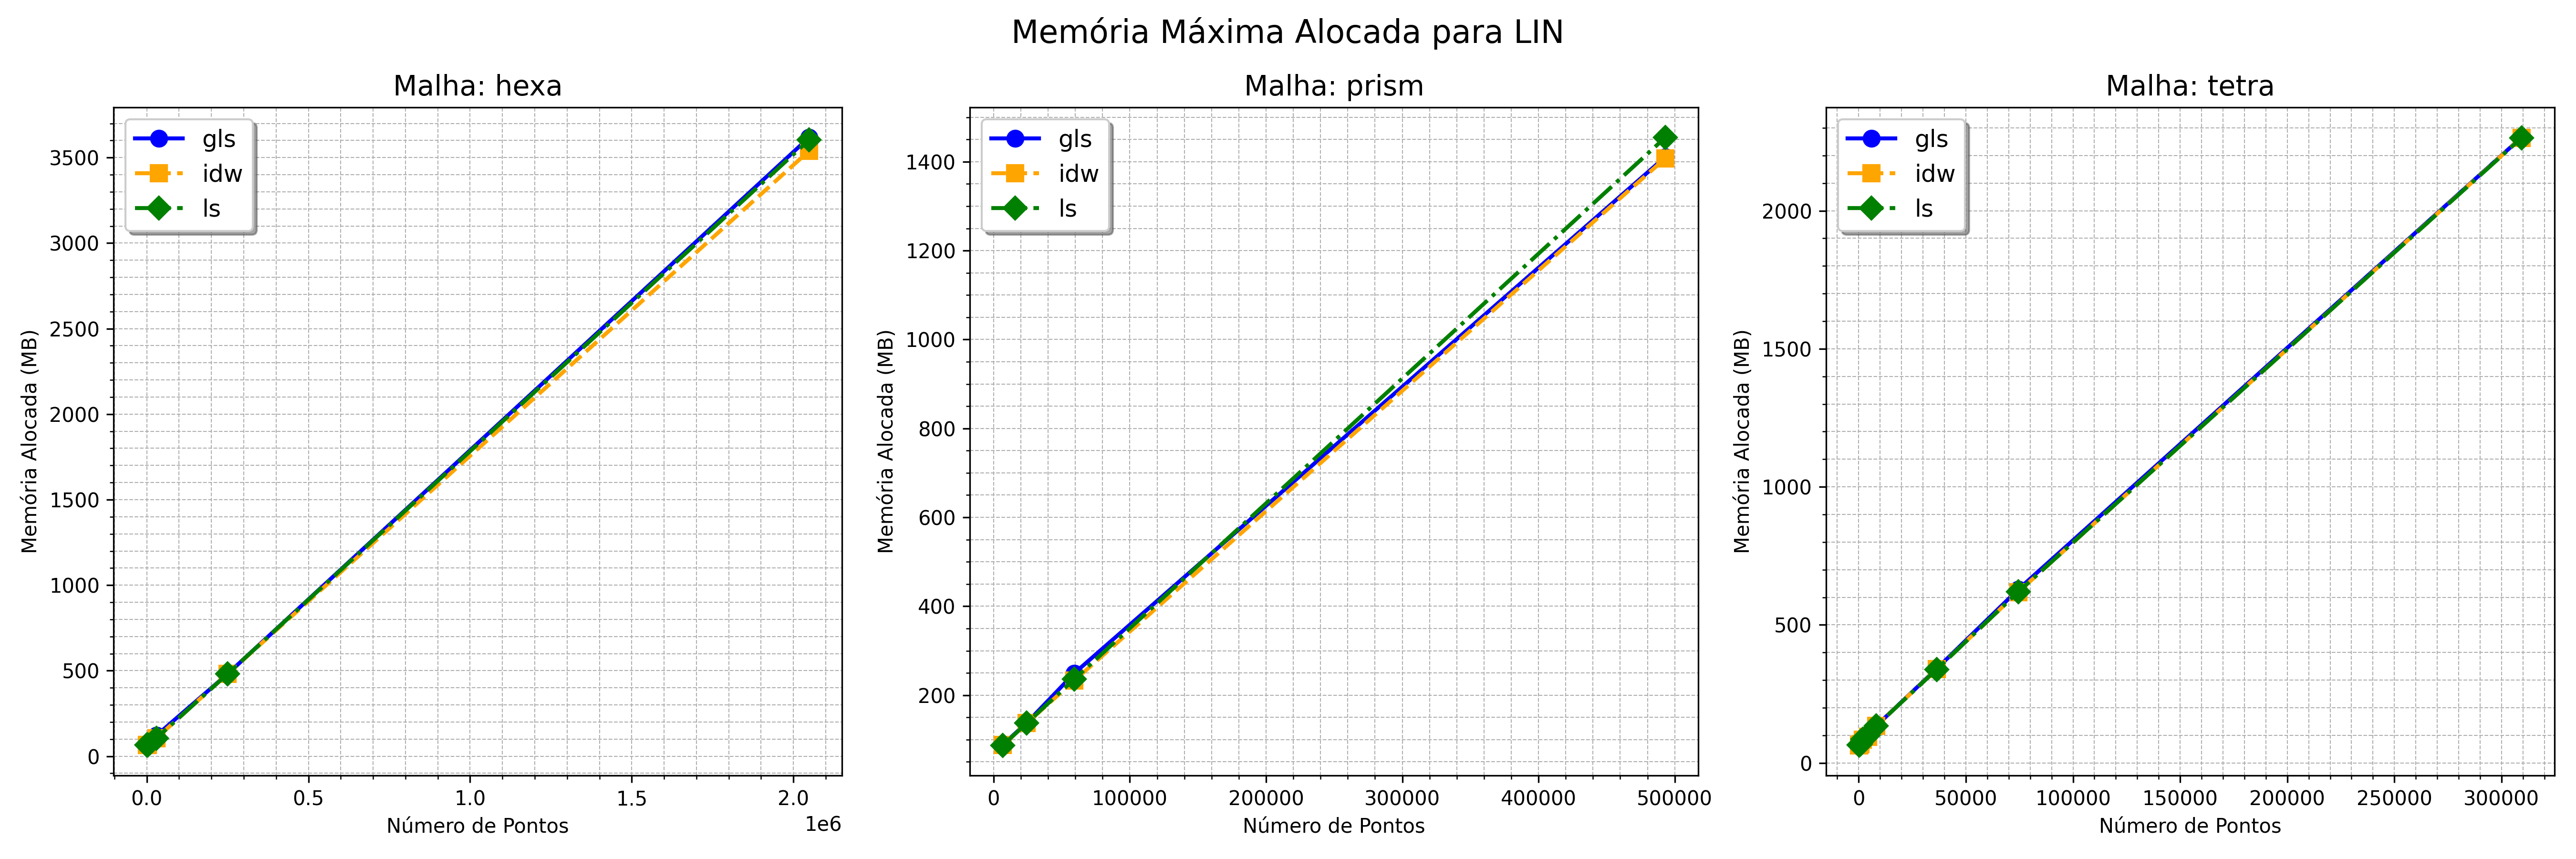 Memória Máxima Alocada para LIN
Malha: hexa
gls
idw
ls
Memória Alocada (MB)
3500
3000
2500
2000
1500
1000
500
0
0.0 0.5 1.0 1.5 2.0
1e6
Número de Pontos
Malha: prism
gls
idw
ls
Memória Alocada (MB)
1400
1200
1000
800
600
400
200
0 100000 200000 300000 400000 500000
Número de Pontos
Malha: tetra
gls
idw
ls
Memória Alocada (MB)
2000
1500
1000
500
0
0 50000 100000 150000 200000 250000 300000
Número de Pontos